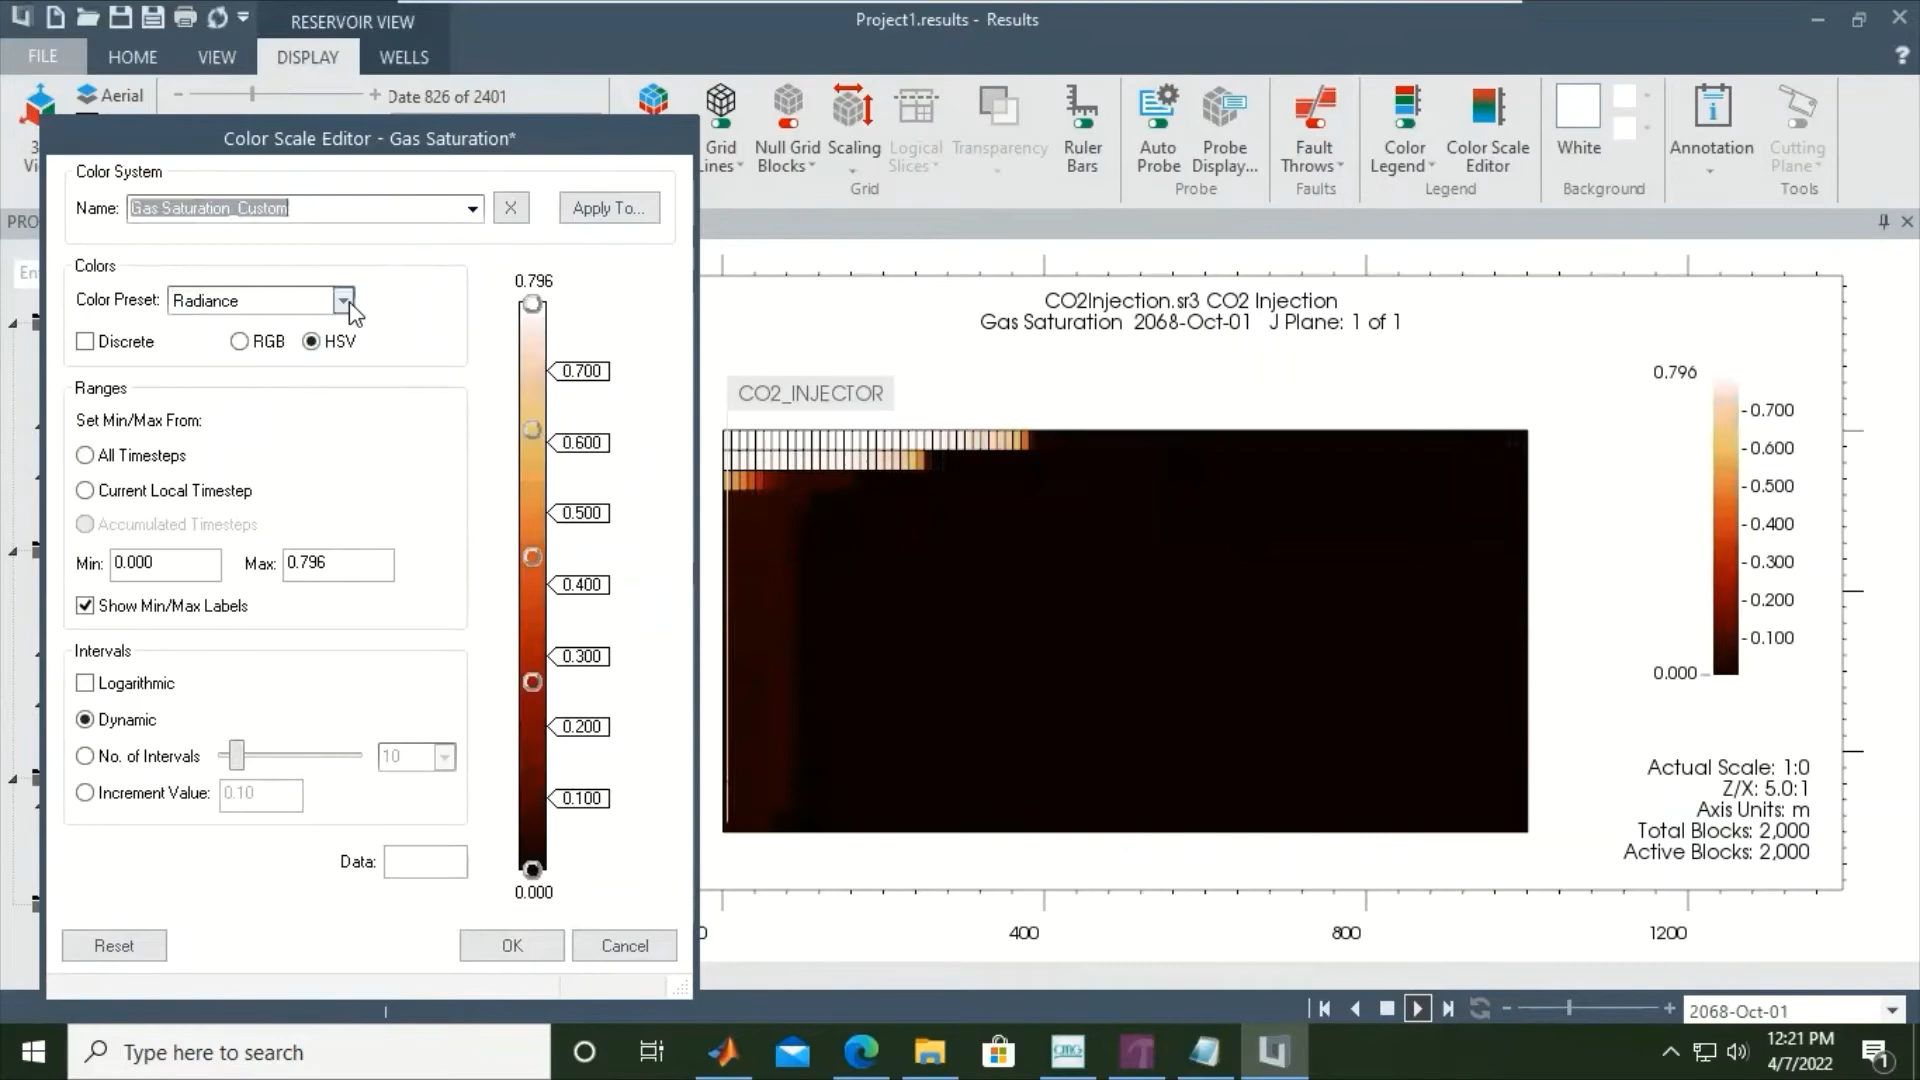 RESERVOIR VIEW
Project1.results - Results
FILE
HOME
VIEW
DISPLAY
WELLS
?
Aerial
− + Date 826 of 2401
Grid
Lines
Null Grid
Blocks
Scaling
Logical
Slices
Transparency
Ruler
Bars
Auto
Probe
Probe
Display...
Fault
Throws
Color
Legend
Color Scale
Editor
White
Annotation
Cutting
Plane
Grid
Probe
Faults
Legend
Background
Tools
PRO
Color Scale Editor - Gas Saturation*
Color System
Name: Gas Saturation_Custom X Apply To...
Colors
Color Preset: Radiance
Discrete RGB HSV
Ranges
Set Min/Max From:
All Timesteps
Current Local Timestep
Accumulated Timesteps
Min: 0.000 Max: 0.796
Show Min/Max Labels
Intervals
Logarithmic
Dynamic
No. of Intervals 10
Increment Value: 0.10
Data:
0.796
0.700
0.600
0.500
0.400
0.300
0.200
0.100
0.000
Reset OK Cancel
CO2Injection.sr3 CO2 Injection
Gas Saturation 2068-Oct-01 J Plane: 1 of 1
CO2_INJECTOR
0.796
0.700
0.600
0.500
0.400
0.300
0.200
0.100
0.000
Actual Scale: 1:0
Z/X: 5.0:1
Axis Units: m
Total Blocks: 2,000
Active Blocks: 2,000
0 400 800 1200
2068-Oct-01
Type here to search
CMG
12:21 PM
4/7/2022
1